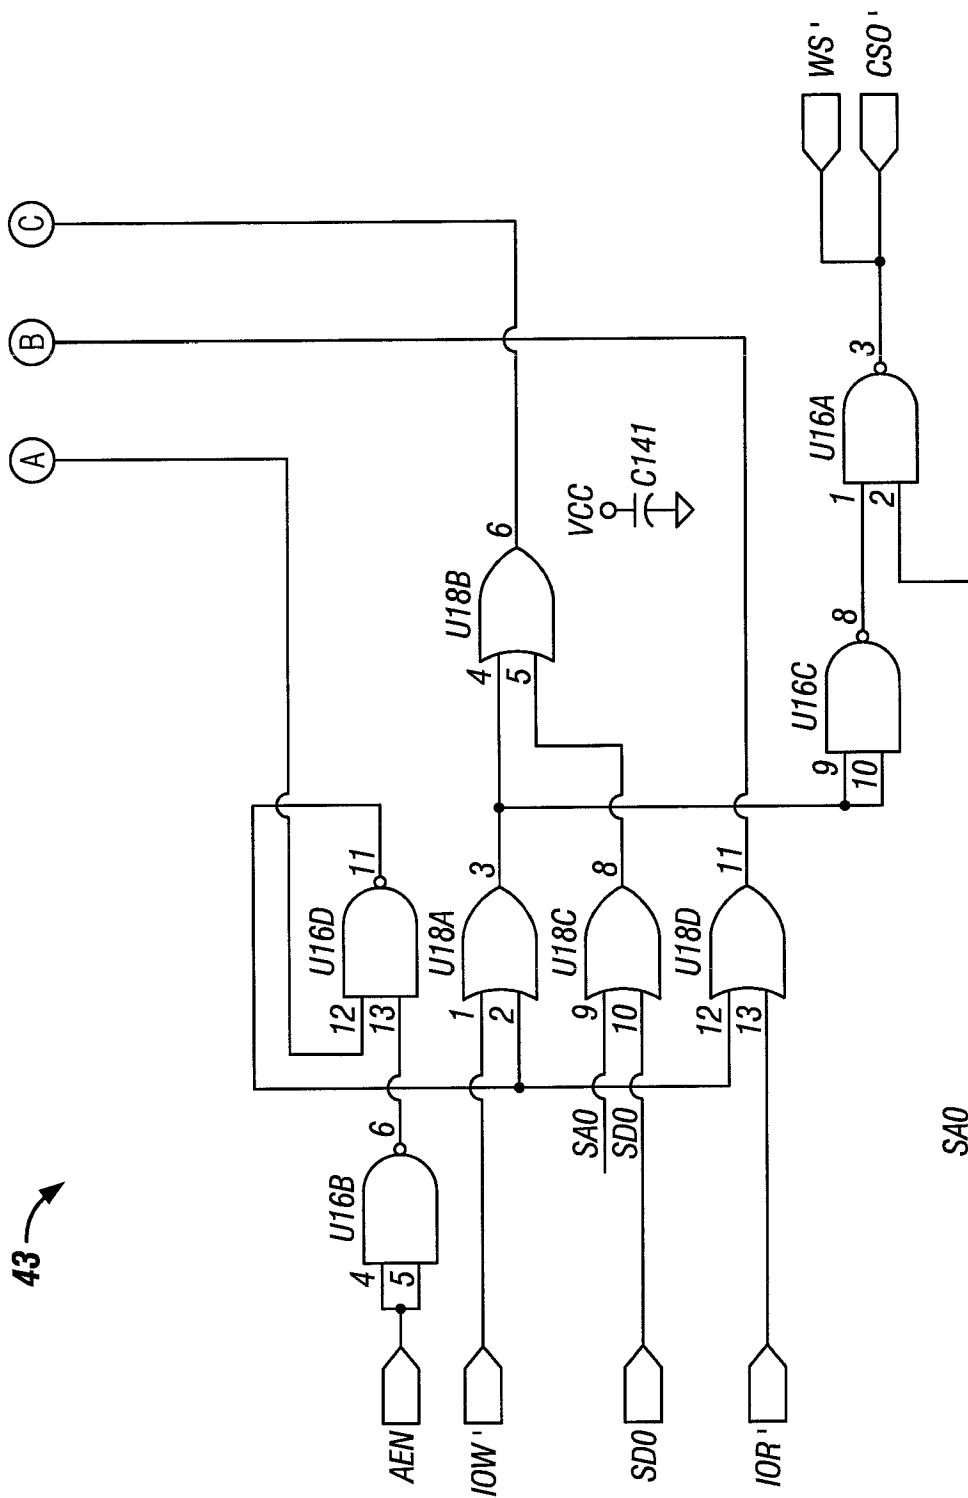 43
A
B
C
AEN
4
5
U16B
6
12
13
U16D
11
IOW'
1
2
U18A
3
4
5
U18B
6
SA0
SD0
9
10
U18C
8
SD0
VCC
C141
IOR'
12
13
U18D
11
9
10
U16C
8
1
2
U16A
3
WS'
CSO'
SA0